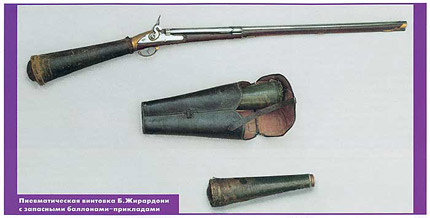 Пневматическая винтовка Б.Жирардони
с запасными баллонами-прикладами